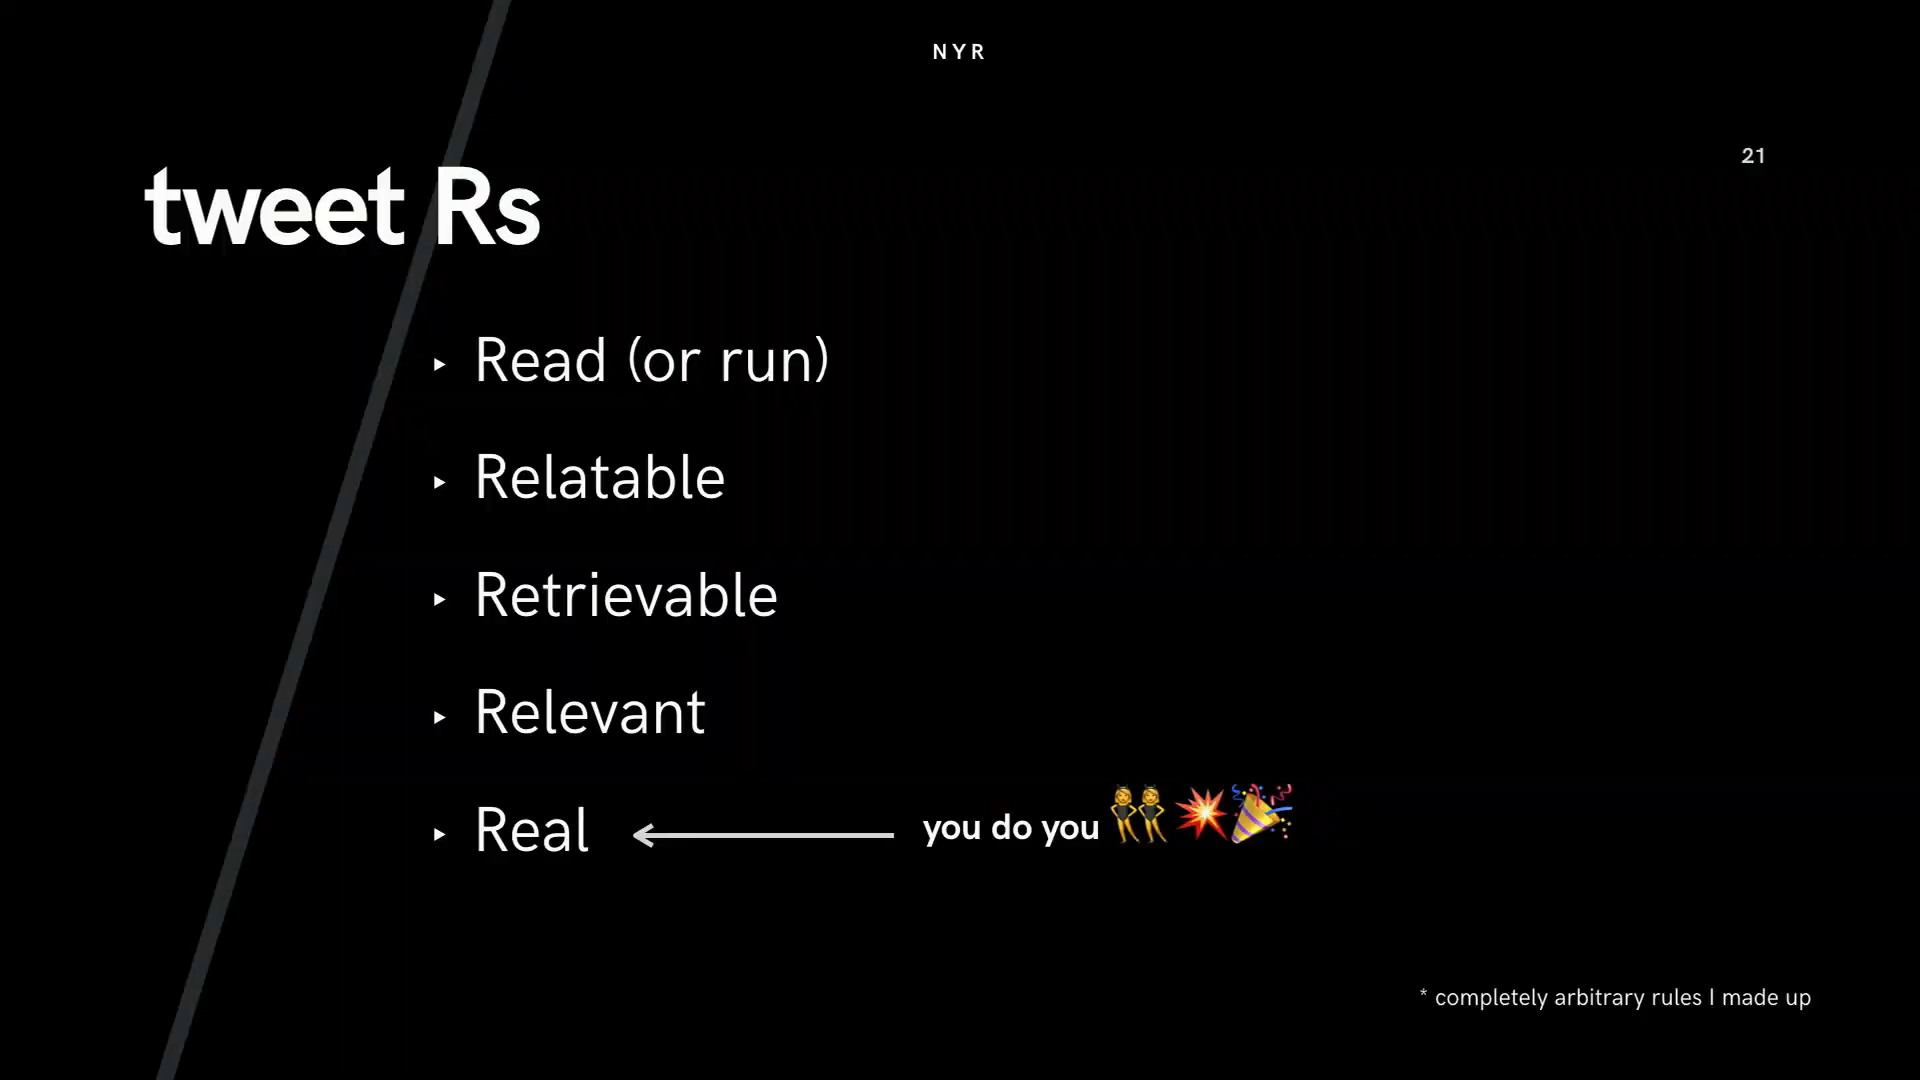 NYR
21
tweet Rs
▸ Read (or run)
▸ Relatable
▸ Retrievable
▸ Relevant
▸ Real ← you do you 👯💥🎉
* completely arbitrary rules I made up